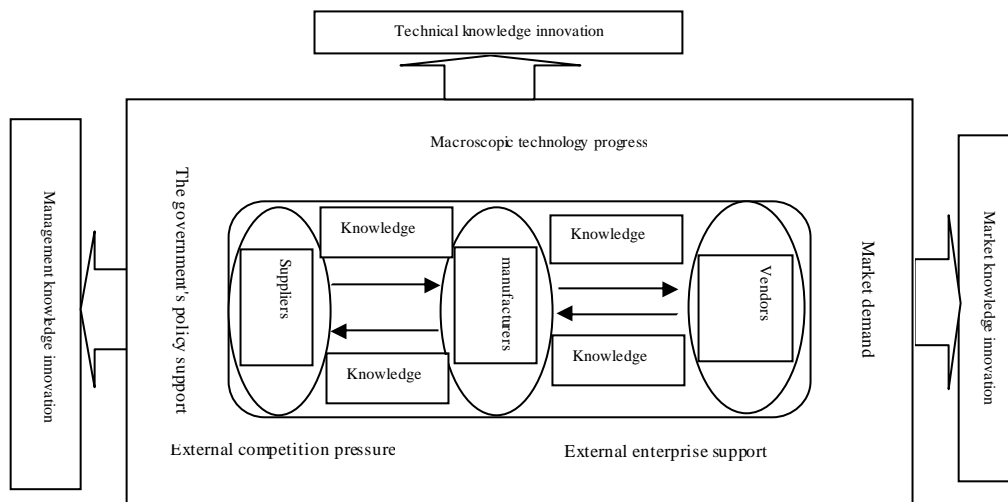 Technical knowledge innovation
Macroscopic technology progress
Management knowledge innovation
The government's policy support
Suppliers
Knowledge
manufacturers
Knowledge
Vendors
Market demand
Market knowledge innovation
Knowledge
Knowledge
External competition pressure
External enterprise support